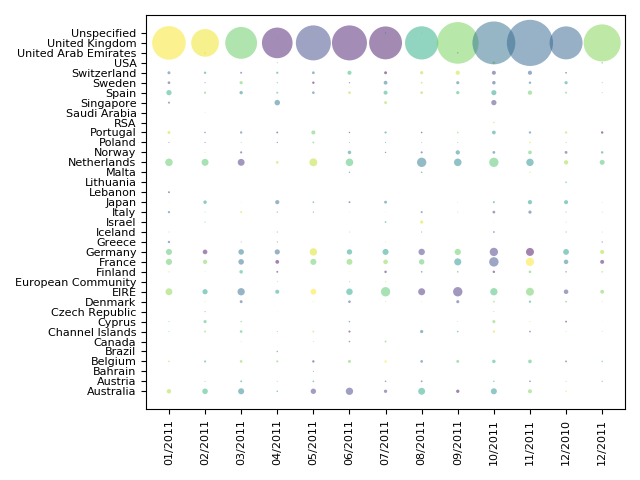 Unspecified
United Kingdom
United Arab Emirates
USA
Switzerland
Sweden
Spain
Singapore
Saudi Arabia
RSA
Portugal
Poland
Norway
Netherlands
Malta
Lithuania
Lebanon
Japan
Italy
Israel
Iceland
Greece
Germany
France
Finland
European Community
EIRE
Denmark
Czech Republic
Cyprus
Channel Islands
Canada
Brazil
Belgium
Bahrain
Austria
Australia
01/2011
02/2011
03/2011
04/2011
05/2011
06/2011
07/2011
08/2011
09/2011
10/2011
11/2011
12/2010
12/2011